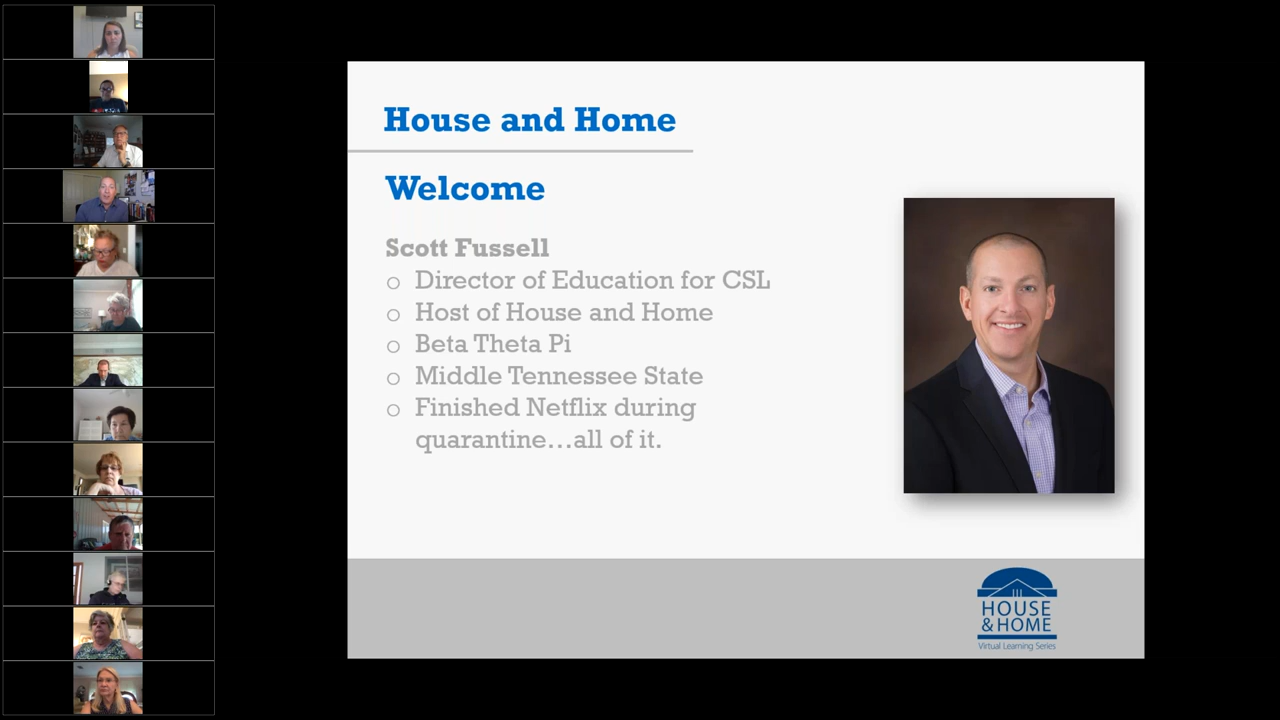 House and Home
Welcome
Scott Fussell
Director of Education for CSL
Host of House and Home
Beta Theta Pi
Middle Tennessee State
Finished Netflix during
quarantine…all of it.
HOUSE
& HOME
Virtual Learning Series